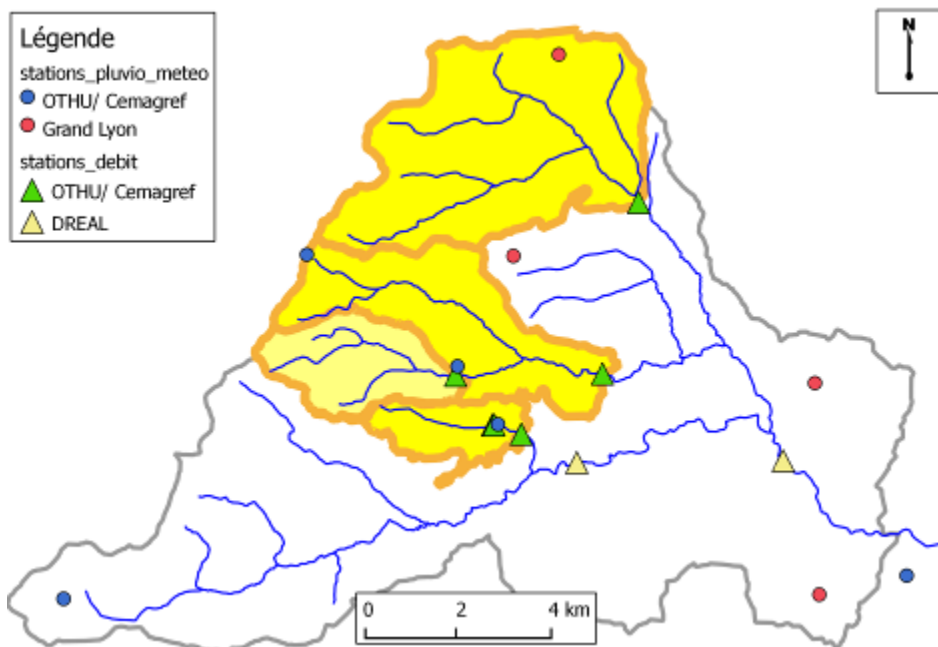 Légende
stations_pluvio_meteo
OTHU/ Cemagref
Grand Lyon
stations_debit
OTHU/ Cemagref
DREAL
N
0 2 4 km